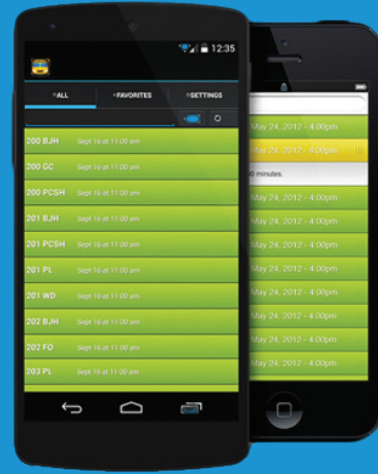 12:35
ALL
FAVORITES
SETTINGS
200 BJH Sept 16 at 11:00 am
200 GC Sept 16 at 11:00 am
200 PCSH Sept 16 at 11:00 am
201 BJH Sept 16 at 11:00 am
201 PCSH Sept 16 at 11:00 am
201 PL Sept 16 at 11:00 am
201 WD Sept 16 at 11:00 am
202 BJH Sept 16 at 11:00 am
202 FO Sept 16 at 11:00 am
203 PL Sept 16 at 11:00 am
May 24, 2012 - 4:00pm
May 24, 2012 - 4:00pm
minutes.
May 24, 2012 - 4:00pm
May 24, 2012 - 4:00pm
May 24, 2012 - 4:00pm
May 24, 2012 - 4:00pm
May 24, 2012 - 4:00pm
May 24, 2012 - 4:00pm
May 24, 2012 - 4:00pm
May 24, 2012 - 4:00pm